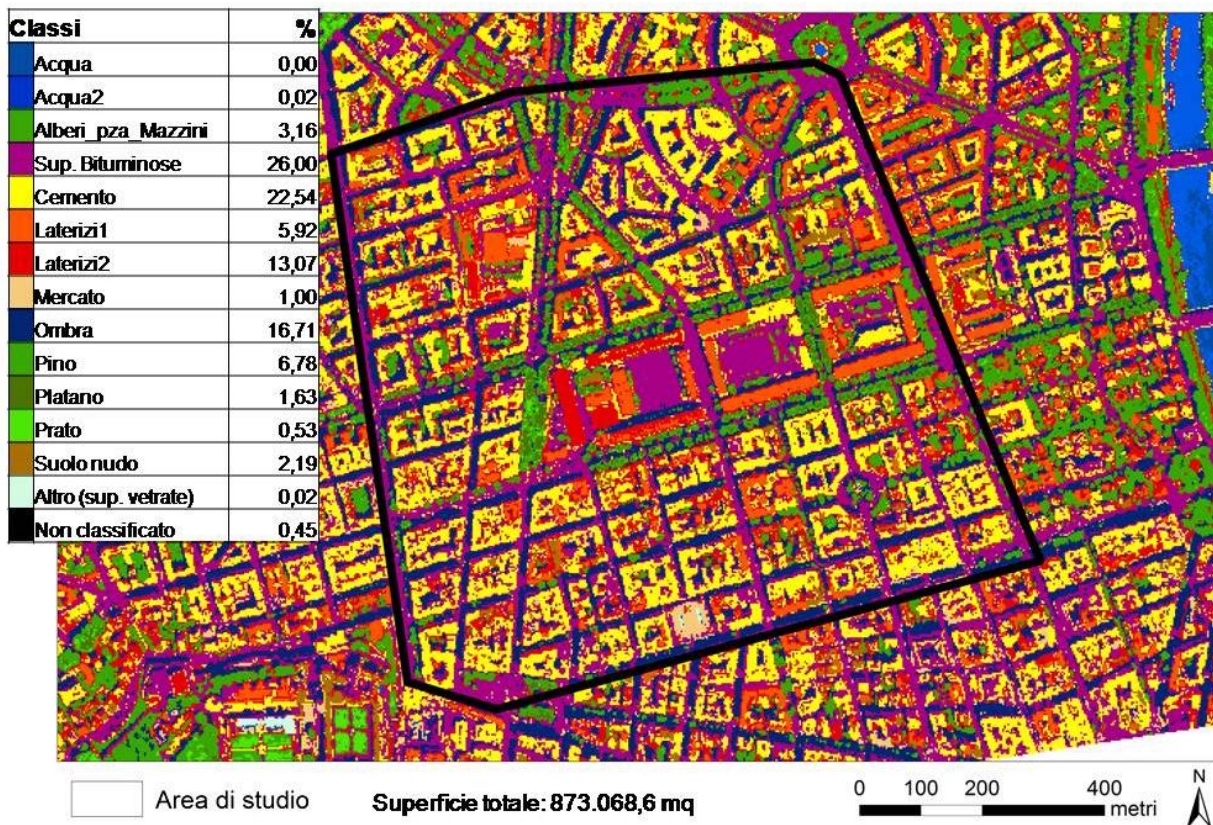 Classi %
Acqua 0,00
Acqua2 0,02
Alberi_pza_Mazzini 3,16
Sup. Bituminose 26,00
Cemento 22,54
Laterizi1 5,92
Laterizi2 13,07
Mercato 1,00
Ombra 16,71
Pino 6,78
Platano 1,63
Prato 0,53
Suolo nudo 2,19
Altro (sup. vetrate) 0,02
Non classificato 0,45
Area di studio
Superficie totale: 873.068,6 mq
0 100 200 400
metri
N